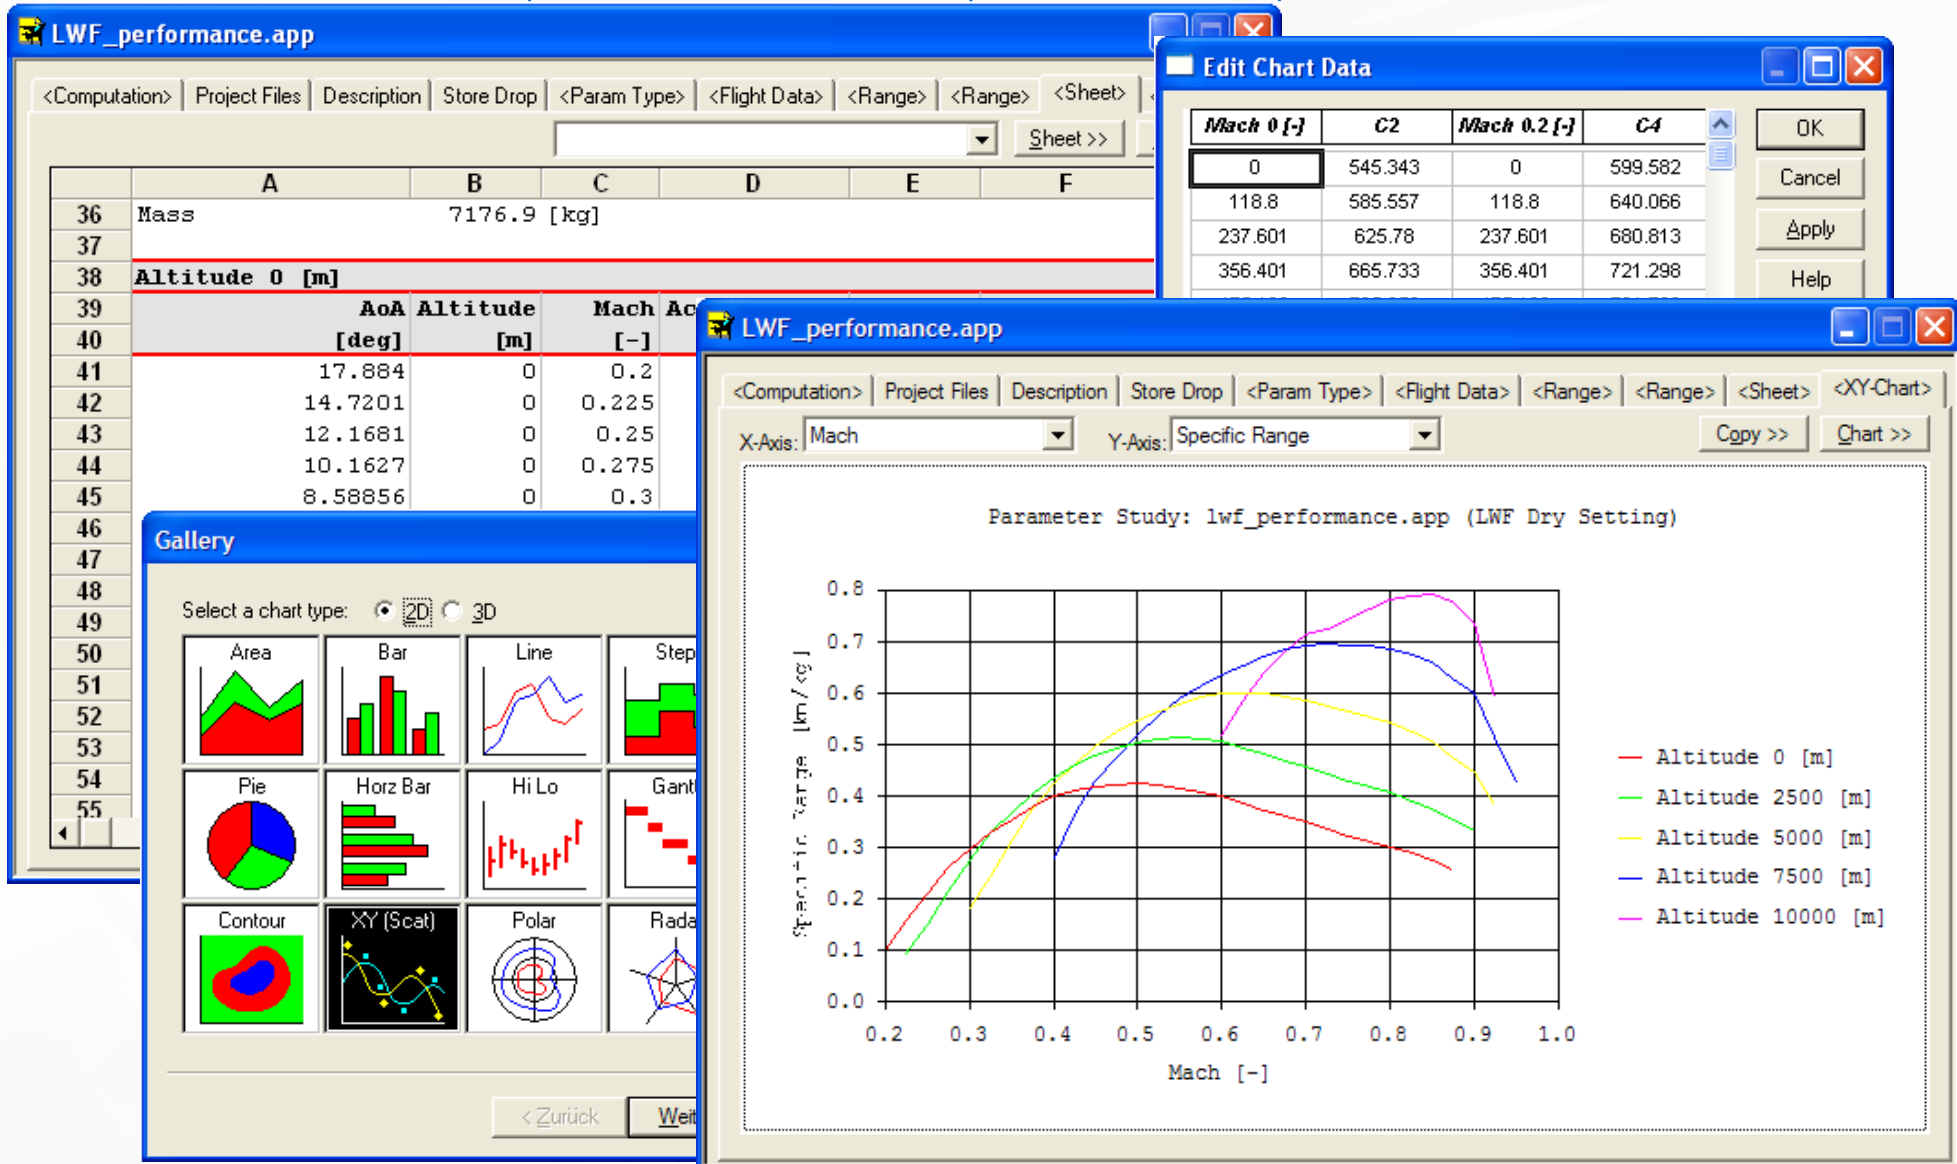 LWF_performance.app
<Computation> Project Files Description Store Drop <Param Type> <Flight Data> <Range> <Range> <Sheet>
Sheet >>
A B C D E F
36 Mass 7176.9 [kg]
37
38 Altitude 0 [m]
39 AoA Altitude Mach
40 [deg] [m] [-]
41 17.884 0 0.2
42 14.7201 0 0.225
43 12.1681 0 0.25
44 10.1627 0 0.275
45 8.58856 0 0.3
46
47
48
49
50
51
52
53
54
55
Edit Chart Data
Mach 0 [-] C2 Mach 0.2 [-] C4
0 545.343 0 599.582
118.8 585.557 118.8 640.066
237.601 625.78 237.601 680.813
356.401 665.733 356.401 721.298
OK
Cancel
Apply
Help
Gallery
Select a chart type: 2D 3D
Area Bar Line Step
Pie Horz Bar Hi Lo Gant
Contour XY (Scat) Polar Rada
< Zurück Weit
LWF_performance.app
<Computation> Project Files Description Store Drop <Param Type> <Flight Data> <Range> <Range> <Sheet> <XY-Chart>
X-Axis: Mach Y-Axis: Specific Range Copy >> Chart >>
Parameter Study: lwf_performance.app (LWF Dry Setting)
Specific Range [km/kg]
0.8
0.7
0.6
0.5
0.4
0.3
0.2
0.1
0.0
0.2 0.3 0.4 0.5 0.6 0.7 0.8 0.9 1.0
Mach [-]
Altitude 0 [m]
Altitude 2500 [m]
Altitude 5000 [m]
Altitude 7500 [m]
Altitude 10000 [m]